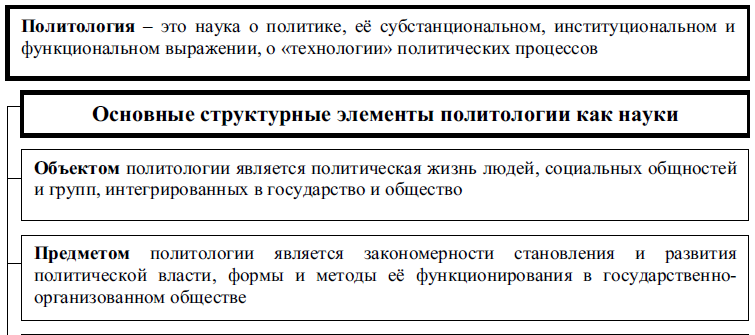 Политология – это наука о политике, её субстанциональном, институциональном и
функциональном выражении, о «технологии» политических процессов
Основные структурные элементы политологии как науки
Объектом политологии является политическая жизнь людей, социальных общностей
и групп, интегрированных в государство и общество
Предметом политологии является закономерности становления и развития
политической власти, формы и методы её функционирования в государственно-
организованном обществе